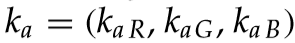 k_a = (k_{aR}, k_{aG}, k_{aB})